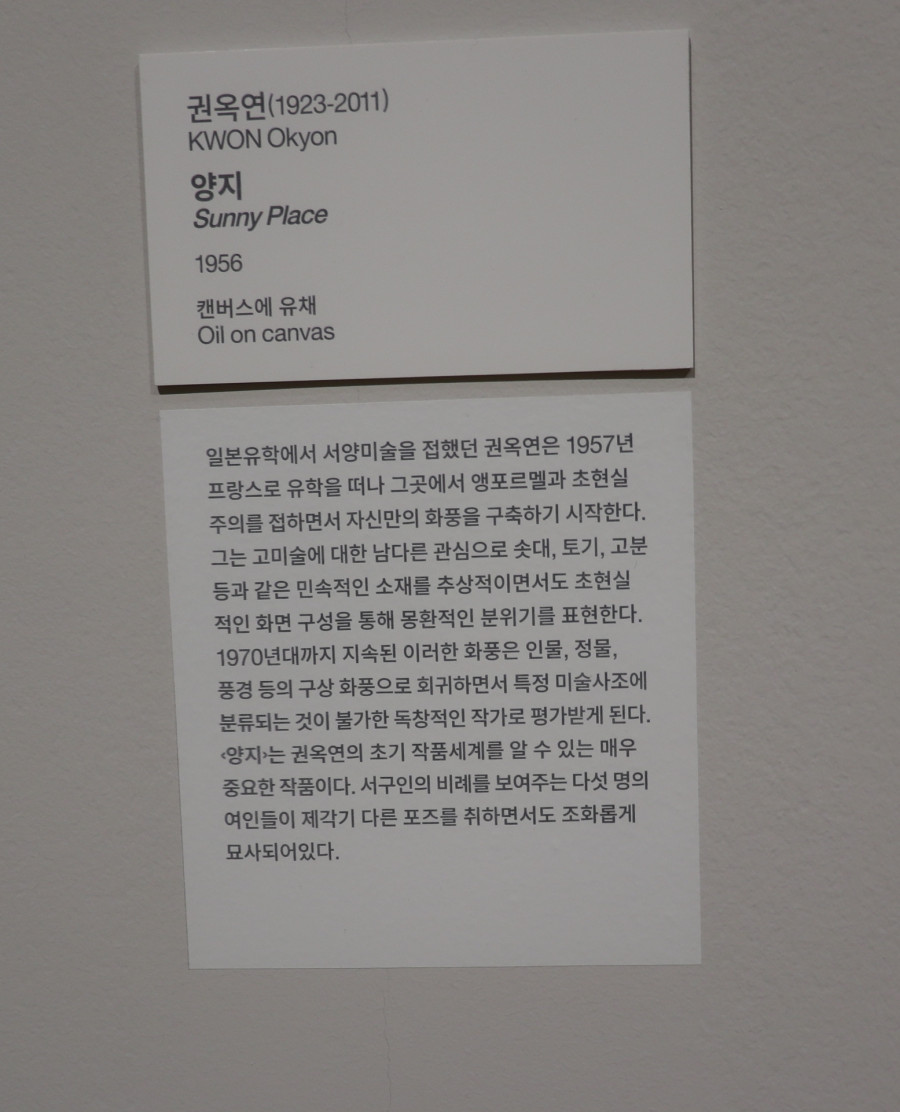 권옥연(1923-2011)
KWON Okyon
양지
Sunny Place
1956
캔버스에 유채
Oil on canvas
일본유학에서 서양미술을 접했던 권옥연은 1957년
프랑스로 유학을 떠나 그곳에서 앵포르멜과 초현실
주의를 접하면서 자신만의 화풍을 구축하기 시작한다.
그는 고미술에 대한 남다른 관심으로 솟대, 토기, 고분
등과 같은 민속적인 소재를 추상적이면서도 초현실
적인 화면 구성을 통해 몽환적인 분위기를 표현한다.
1970년대까지 지속된 이러한 화풍은 인물, 정물,
풍경 등의 구상 화풍으로 회귀하면서 특정 미술사조에
분류되는 것이 불가한 독창적인 작가로 평가받게 된다.
‹양지›는 권옥연의 초기 작품세계를 알 수 있는 매우
중요한 작품이다. 서구인의 비례를 보여주는 다섯 명의
여인들이 제각기 다른 포즈를 취하면서도 조화롭게
묘사되어있다.